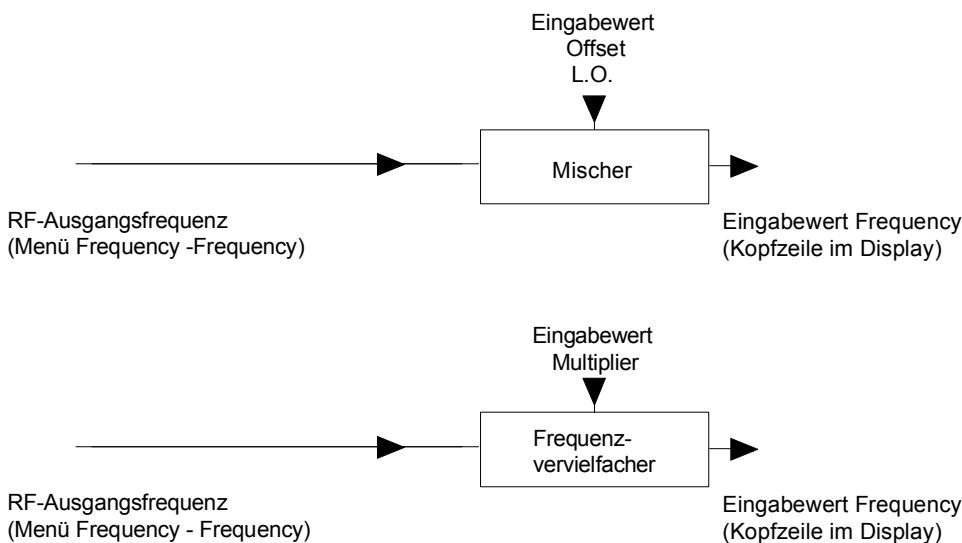 Eingabewert
Offset
L.O.
Mischer
RF-Ausgangsfrequenz
(Menü Frequency -Frequency)
Eingabewert Frequency
(Kopfzeile im Display)
Eingabewert
Multiplier
Frequenz-
vervielfacher
RF-Ausgangsfrequenz
(Menü Frequency - Frequency)
Eingabewert Frequency
(Kopfzeile im Display)